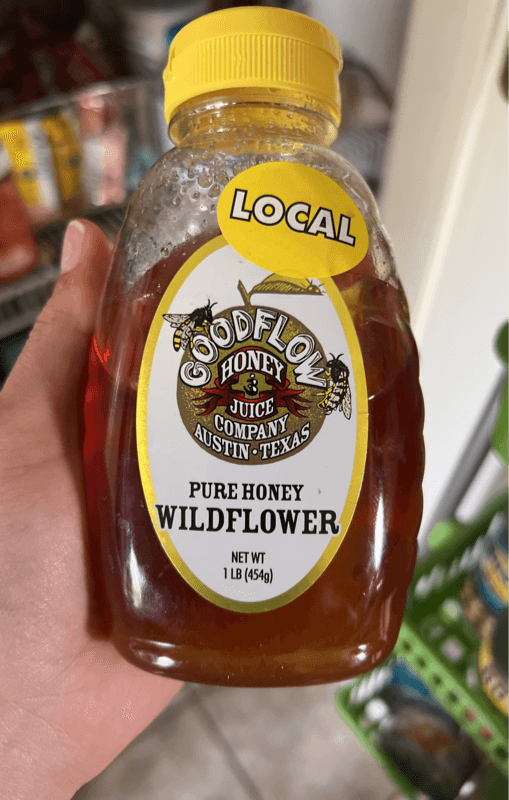 LOCAL
GOODFLOW
HONEY
&
JUICE
COMPANY
AUSTIN • TEXAS
PURE HONEY
WILDFLOWER
NET WT
1 LB (454g)